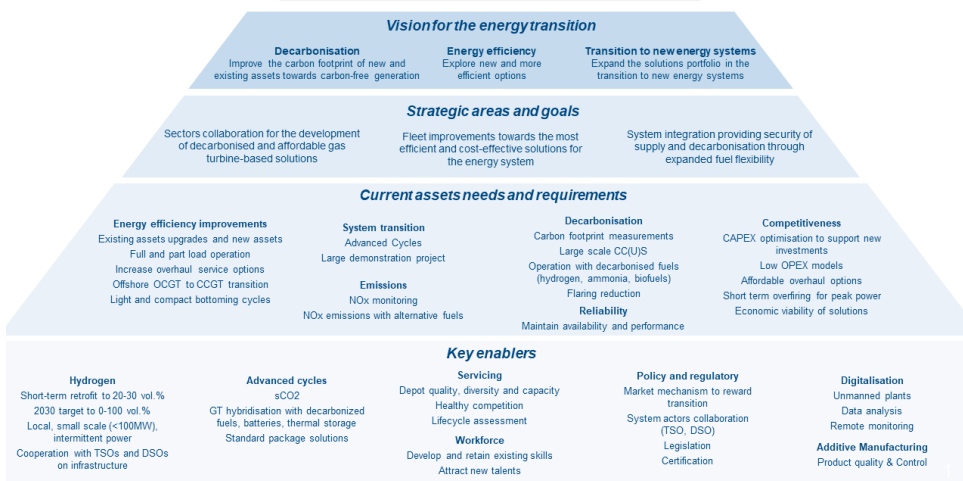 Vision for the energy transition
Decarbonisation
Improve the carbon footprint of new and
existing assets towards carbon-free generation
Energy efficiency
Explore new and more
efficient options
Transition to new energy systems
Expand the solutions portfolio in the
transition to new energy systems
Strategic areas and goals
Sectors collaboration for the development
of decarbonised and affordable gas
turbine-based solutions
Fleet improvements towards the most
efficient and cost-effective solutions for
the energy system
System integration providing security of
supply and decarbonisation through
expanded fuel flexibility
Current assets needs and requirements
Energy efficiency improvements
Existing assets upgrades and new assets
Full and part load operation
Increase overhaul service options
Offshore OCGT to CCGT transition
Light and compact bottoming cycles
System transition
Advanced Cycles
Large demonstration project
Emissions
NOx monitoring
NOx emissions with alternative fuels
Decarbonisation
Carbon footprint measurements
Large scale CC(U)S
Operation with decarbonised fuels
(hydrogen, ammonia, biofuels)
Flaring reduction
Reliability
Maintain availability and performance
Competitiveness
CAPEX optimisation to support new
investments
Low OPEX models
Affordable overhaul options
Short term overfiring for peak power
Economic viability of solutions
Key enablers
Hydrogen
Short-term retrofit to 20-30 vol.%
2030 target to 0-100 vol.%
Local, small scale (<100MW),
intermittent power
Cooperation with TSOs and DSOs
on infrastructure
Advanced cycles
sCO2
GT hybridisation with decarbonized
fuels, batteries, thermal storage
Standard package solutions
Servicing
Depot quality, diversity and capacity
Healthy competition
Lifecycle assessment
Workforce
Develop and retain existing skills
Attract new talents
Policy and regulatory
Market mechanism to reward
transition
System actors collaboration
(TSO, DSO)
Legislation
Certification
Digitalisation
Unmanned plants
Data analysis
Remote monitoring
Additive Manufacturing
Product quality & Control